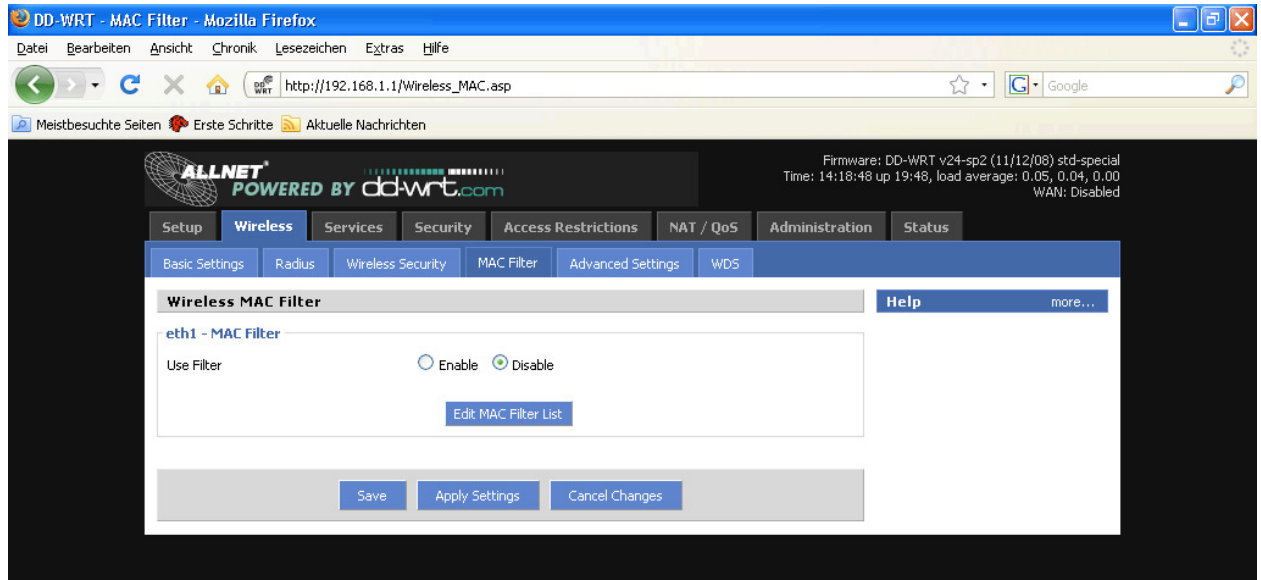 DD-WRT - MAC Filter - Mozilla Firefox
Datei Bearbeiten Ansicht Chronik Lesezeichen Extras Hilfe
DD WRT http://192.168.1.1/Wireless_MAC.asp G Google
Meistbesuchte Seiten Erste Schritte Aktuelle Nachrichten
ALLNET
POWERED BY dd-wrt.com
Firmware: DD-WRT v24-sp2 (11/12/08) std-special
Time: 14:18:48 up 19:48, load average: 0.05, 0.04, 0.00
WAN: Disabled
Setup Wireless Services Security Access Restrictions NAT / QoS Administration Status
Basic Settings Radius Wireless Security MAC Filter Advanced Settings WDS
Wireless MAC Filter
Help more...
eth1 - MAC Filter
Use Filter Enable Disable
Edit MAC Filter List
Save Apply Settings Cancel Changes